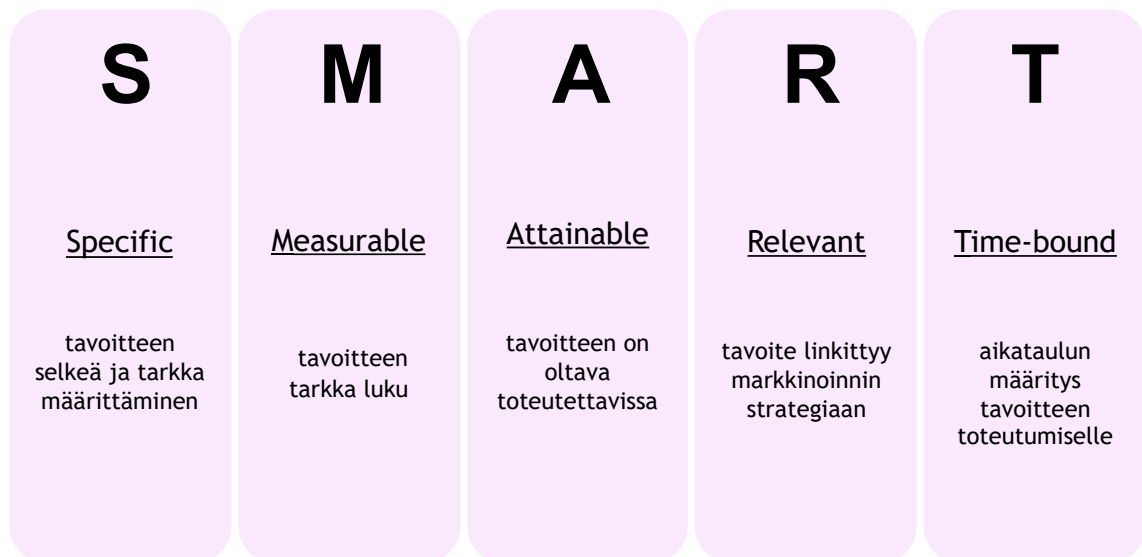 S
Specific
tavoitteen
selkeä ja tarkka
määrittäminen
M
Measurable
tavoitteen
tarkka luku
A
Attainable
tavoitteen on
oltava
toteutettavissa
R
Relevant
tavoite linkittyy
markkinoinnin
strategiaan
T
Time-bound
aikataulun
määritys
tavoitteen
toteutumiselle